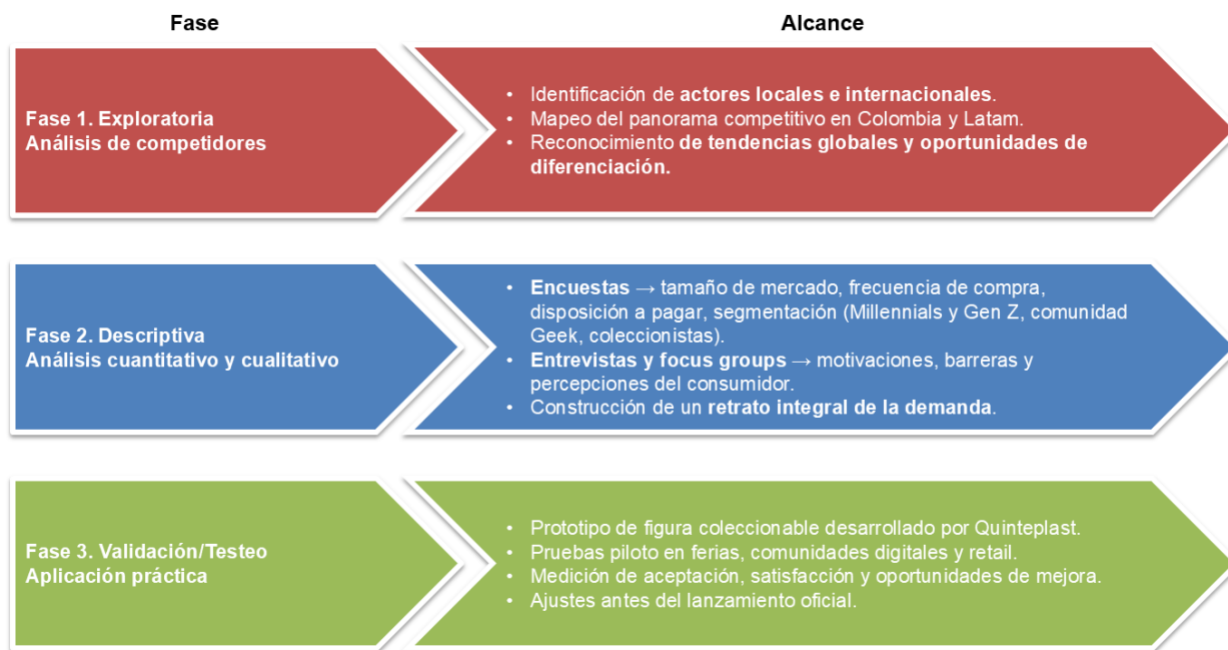 Fase
Alcance
Fase 1. Exploratoria
Análisis de competidores
• Identificación de actores locales e internacionales.
• Mapeo del panorama competitivo en Colombia y Latam.
• Reconocimiento de tendencias globales y oportunidades de
diferenciación.
Fase 2. Descriptiva
Análisis cuantitativo y cualitativo
• Encuestas → tamaño de mercado, frecuencia de compra,
disposición a pagar, segmentación (Millennials y Gen Z, comunidad
Geek, coleccionistas).
• Entrevistas y focus groups → motivaciones, barreras y
percepciones del consumidor.
• Construcción de un retrato integral de la demanda.
Fase 3. Validación/Testeo
Aplicación práctica
• Prototipo de figura coleccionable desarrollado por Quinteplast.
• Pruebas piloto en ferias, comunidades digitales y retail.
• Medición de aceptación, satisfacción y oportunidades de mejora.
• Ajustes antes del lanzamiento oficial.